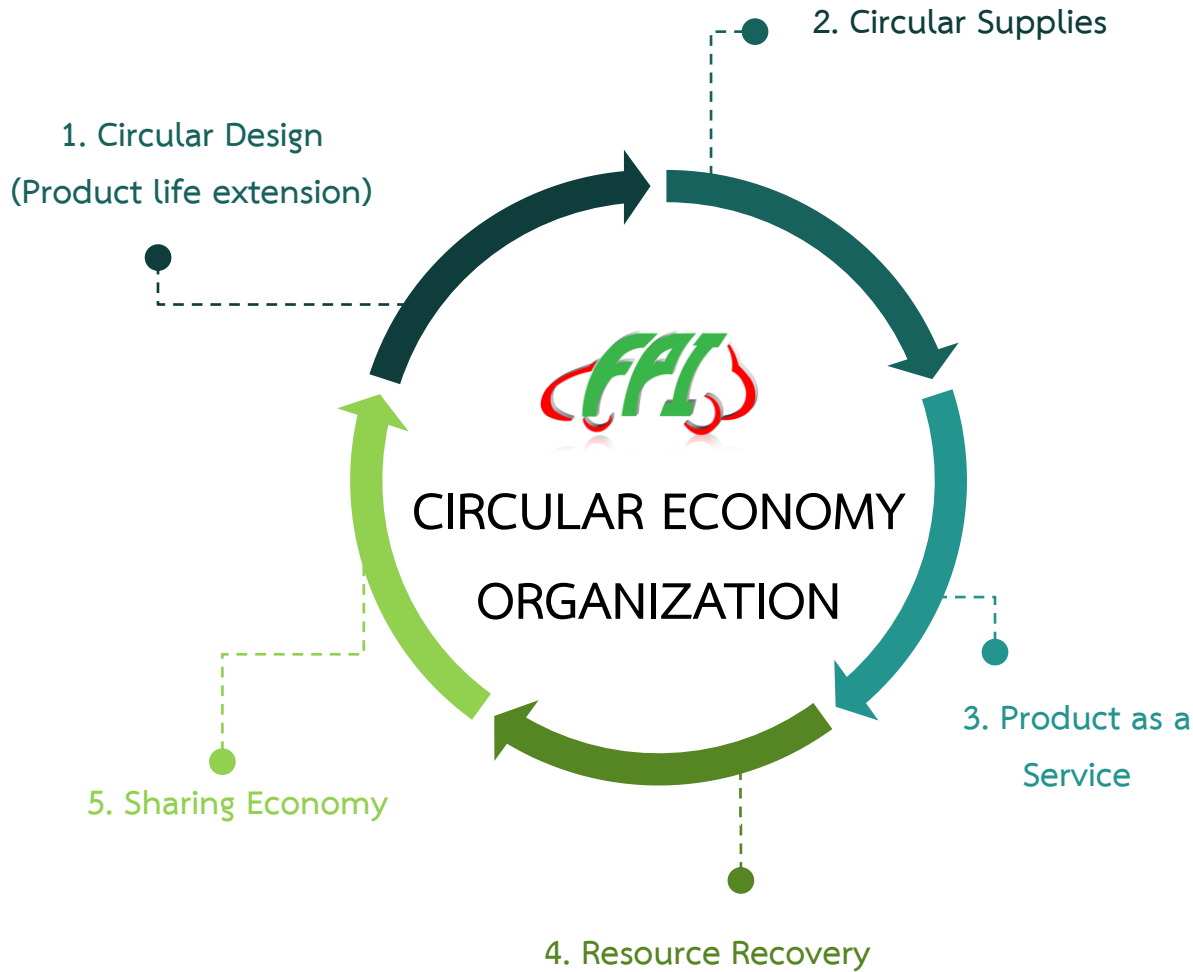 2. Circular Supplies
1. Circular Design
(Product life extension)
FPI
CIRCULAR ECONOMY
ORGANIZATION
3. Product as a
Service
5. Sharing Economy
4. Resource Recovery